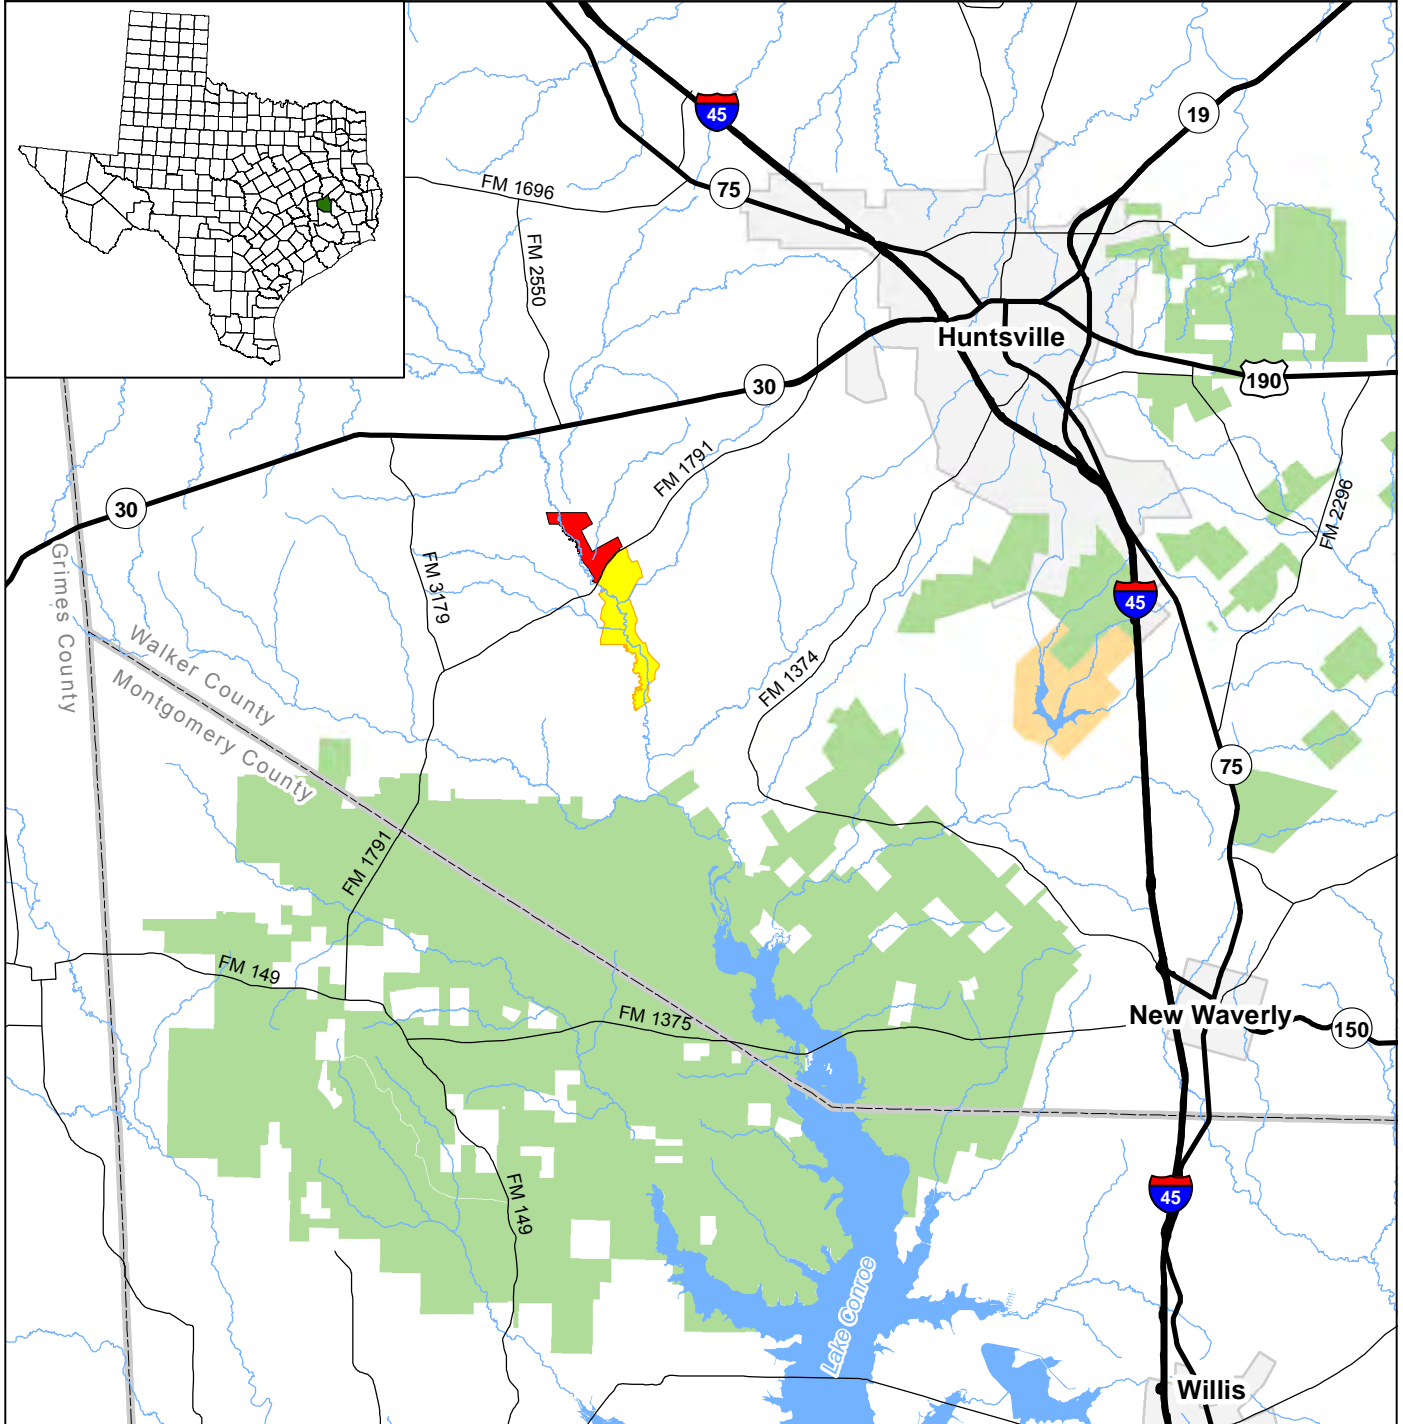 45
19
75
FM 1696
FM 2550
Huntsville
190
30
FM 1791
30
FM 2296
Grimes County
FM 3179
45
Walker County
Montgomery County
FM 1374
75
FM 1791
FM 149
FM 1375
New Waverly
150
FM 149
45
Lake Conroe
Willis